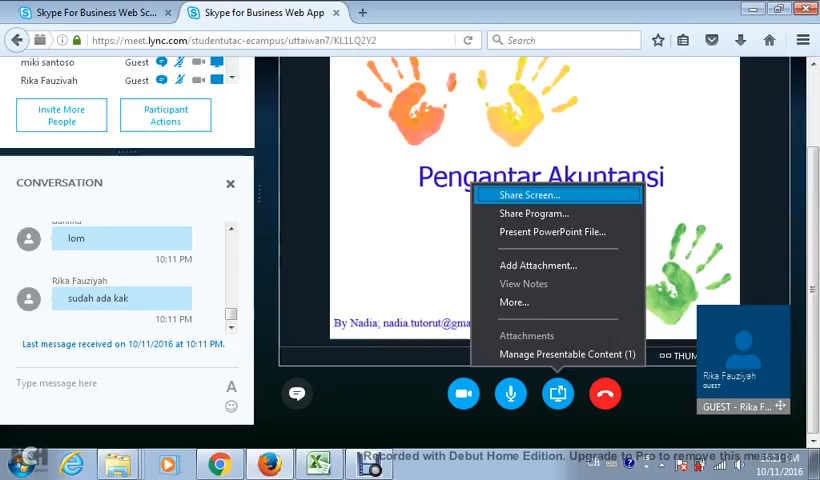 Skype For Business Web Sc...
Skype for Business Web App
https://meet.lync.com/studentutac-ecampus/uttaiwan7/KL1LQ2Y2
Search
miki santoso
Guest
Rika Fauzivah
Guest
Invite More
People
Participant
Actions
CONVERSATION
lom
10:11 PM
Rika Fauziyah
sudah ada kak
10:11 PM
Last message received on 10/11/2016 at 10:11 PM.
Type message here
A
Pengantar Akuntansi
By Nadia; nadia.tutorut@gma
Share Screen...
Share Program...
Present PowerPoint File...
Add Attachment...
View Notes
More...
Attachments
Manage Presentable Content (1)
THUM
Rika Fauziyah
GUEST
GUEST - Rika F...
Recorded with Debut Home Edition. Upgrade to Pro to remove this message.
CH
10/11/2016